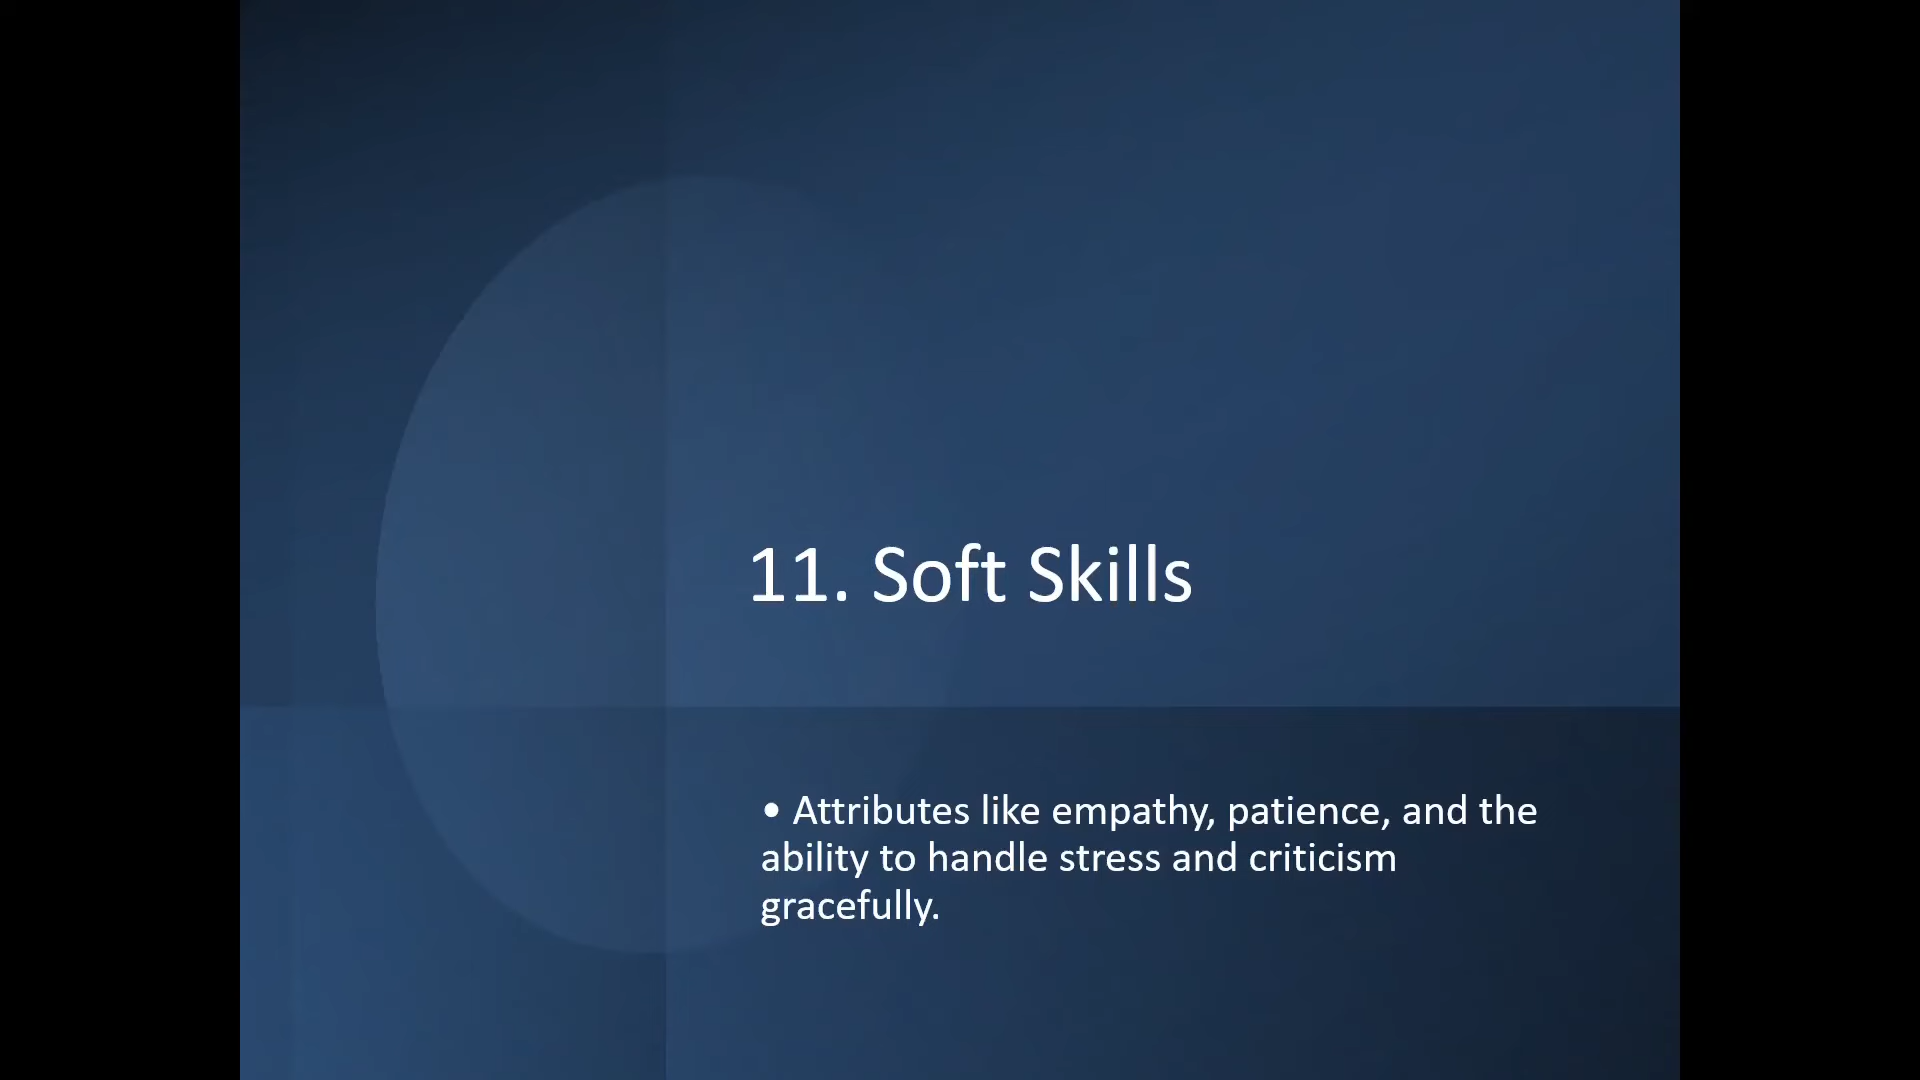 11. Soft Skills
• Attributes like empathy, patience, and the
ability to handle stress and criticism
gracefully.